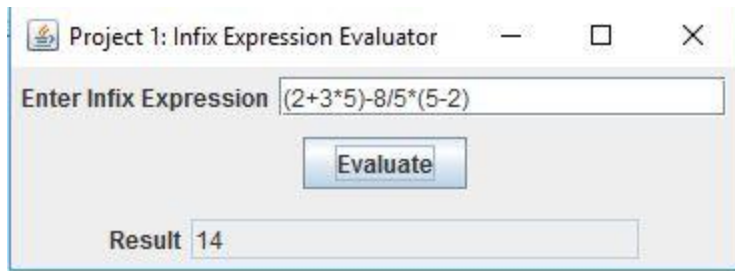 Project 1: Infix Expression Evaluator
Enter Infix Expression (2+3*5)-8/5*(5-2)
Evaluate
Result 14